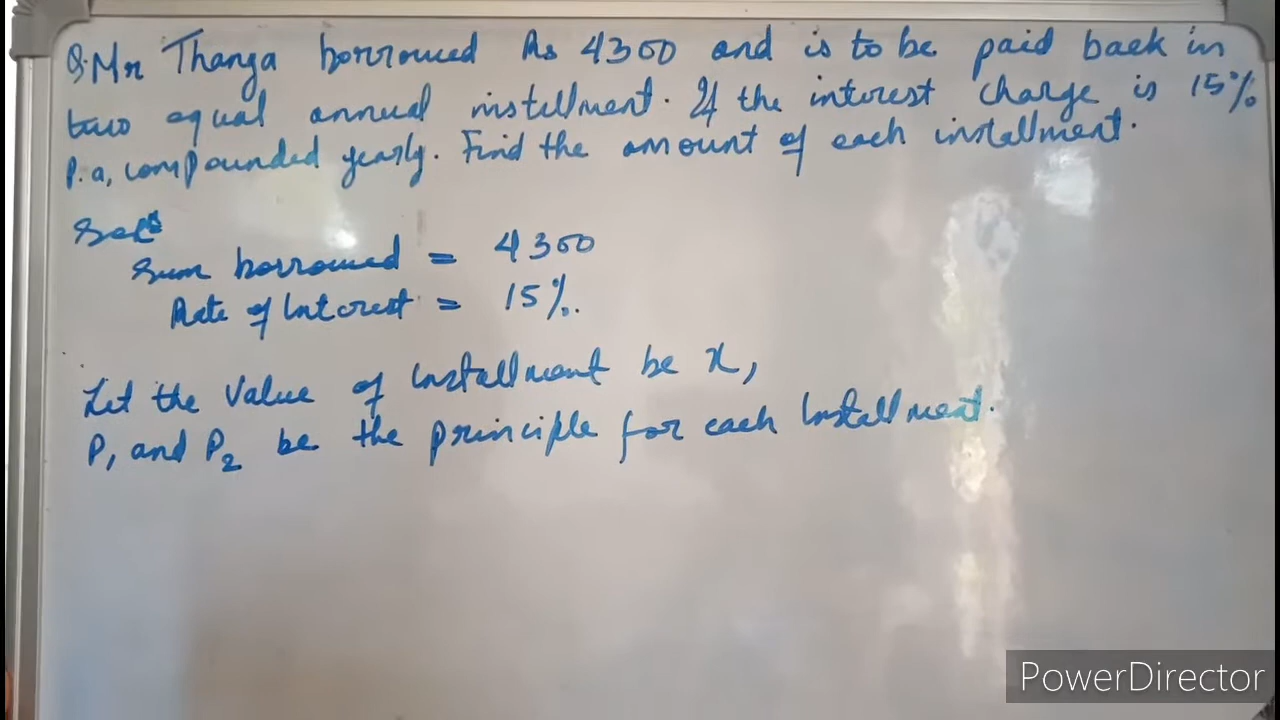 Q. Mr Thanga borrowed Rs 4300 and is to be paid back in
two equal annual installment. If the interest charge is 15%
P.a, compounded yearly. Find the amount of each installment.
Soln
Sum borrowed = 4300
Rate of Interest = 15%.
Let the Value of installment be x,
P1 and P2 be the principle for each Installment.
PowerDirector